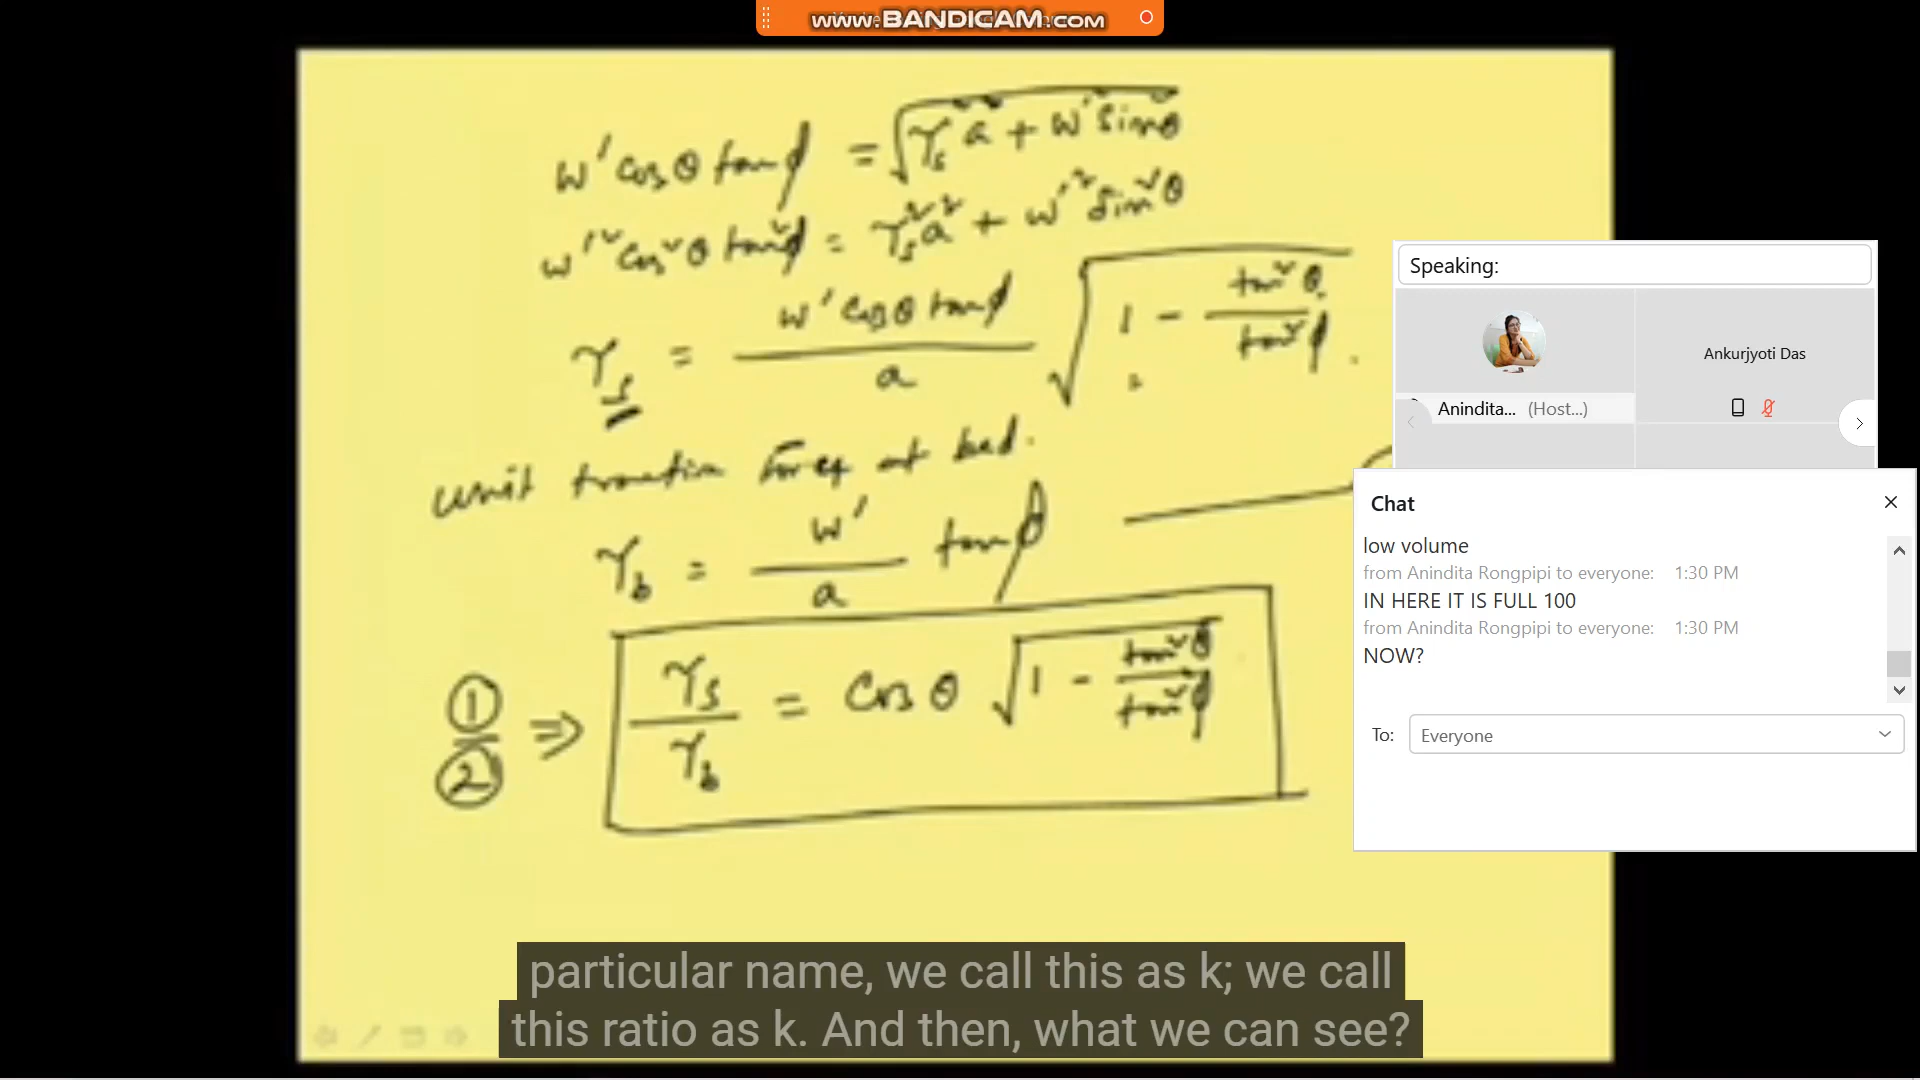 www.BANDICAM.com
w' cos θ tan ϕ = √(τs² a² + w'² sin² θ)
w'² cos² θ tan² ϕ = τs² a² + w'² sin² θ
τs = w' cos θ tan ϕ / a √(1 - tan² θ / tan² ϕ)
unit traction force at bed.
τb = w' / a tan ϕ
① / ② ⇒ τs / τb = cos θ √(1 - tan² θ / tan² ϕ)
particular name, we call this as k; we call
this ratio as k. And then, what we can see?
Speaking:
Ankurjyoti Das
Anindita... (Host...)
Chat
low volume
from Anindita Rongpipi to everyone: 1:30 PM
IN HERE IT IS FULL 100
from Anindita Rongpipi to everyone: 1:30 PM
NOW?
To: Everyone